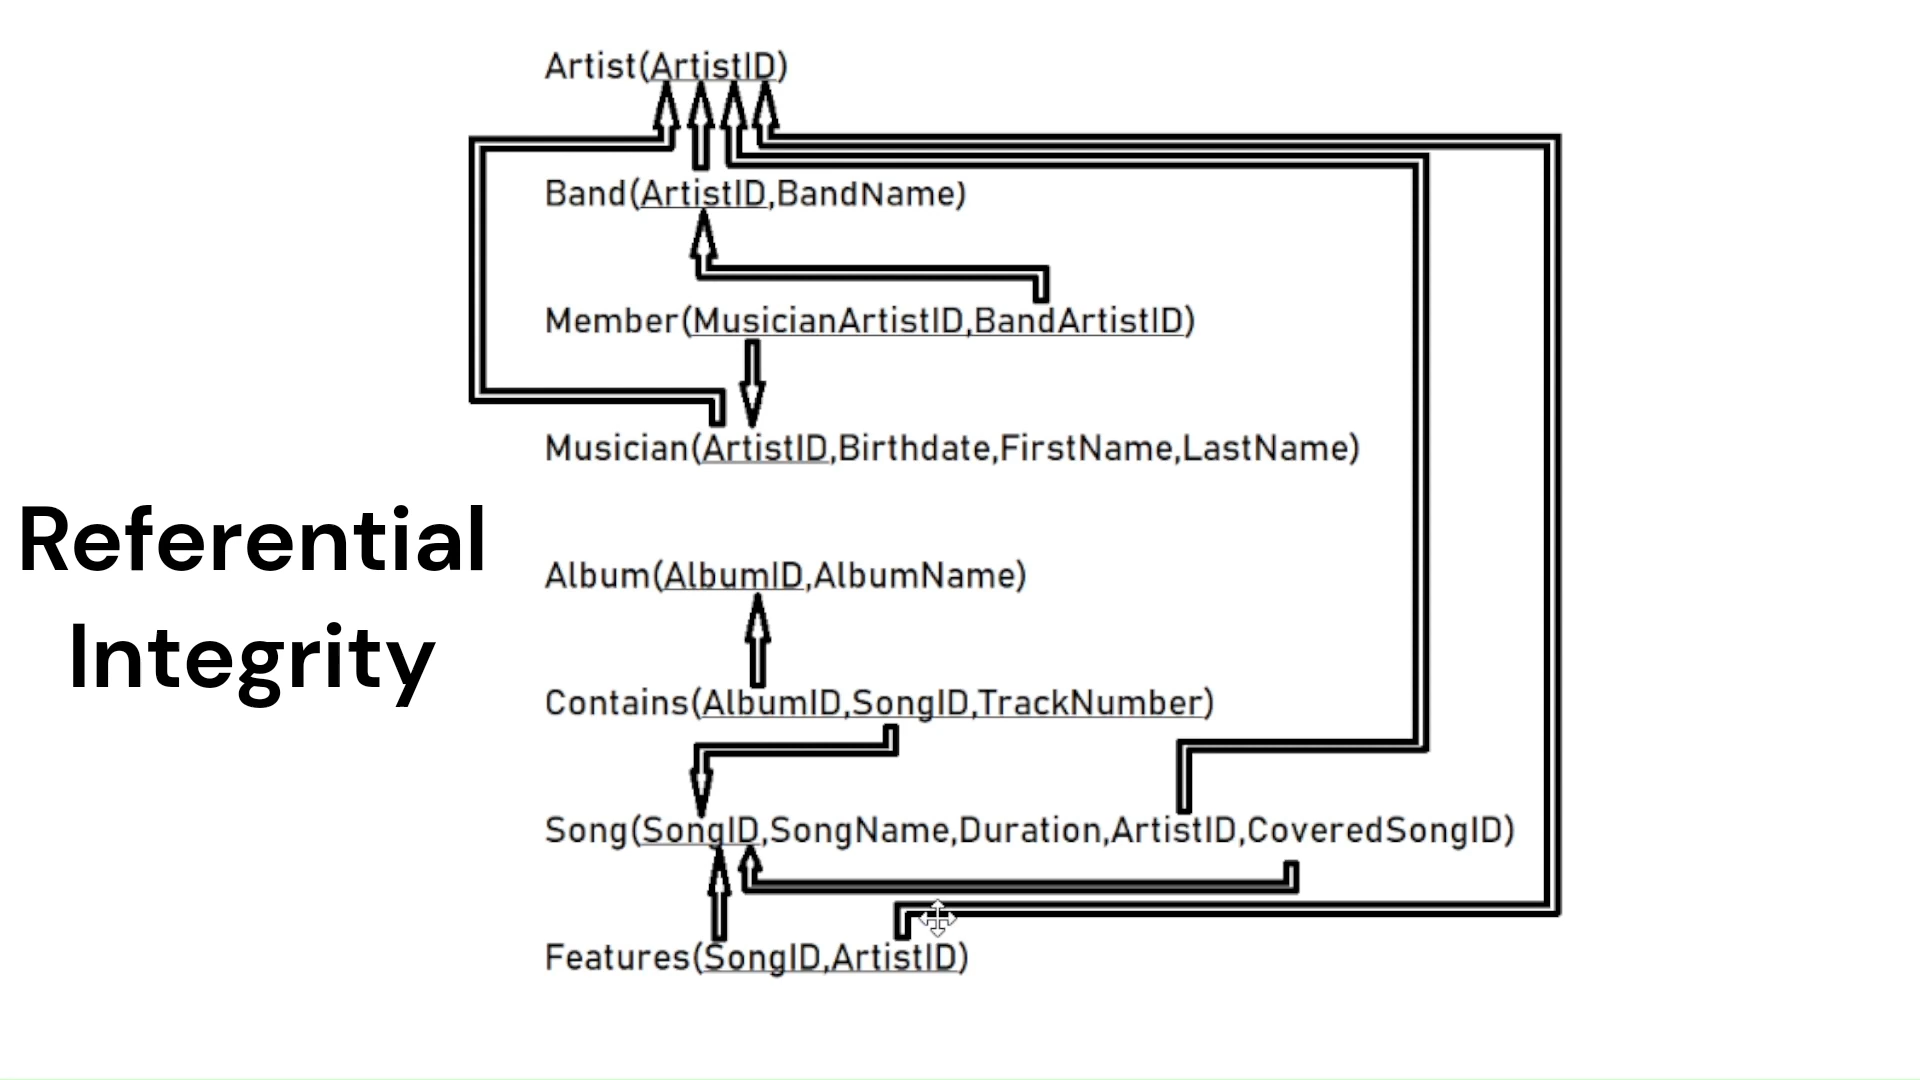 Referential
Integrity
Artist(ArtistID)
Band(ArtistID,BandName)
Member(MusicianArtistID,BandArtistID)
Musician(ArtistID,Birthdate,FirstName,LastName)
Album(AlbumID,AlbumName)
Contains(AlbumID,SongID,TrackNumber)
Song(SongID,SongName,Duration,ArtistID,CoveredSongID)
Features(SongID,ArtistID)